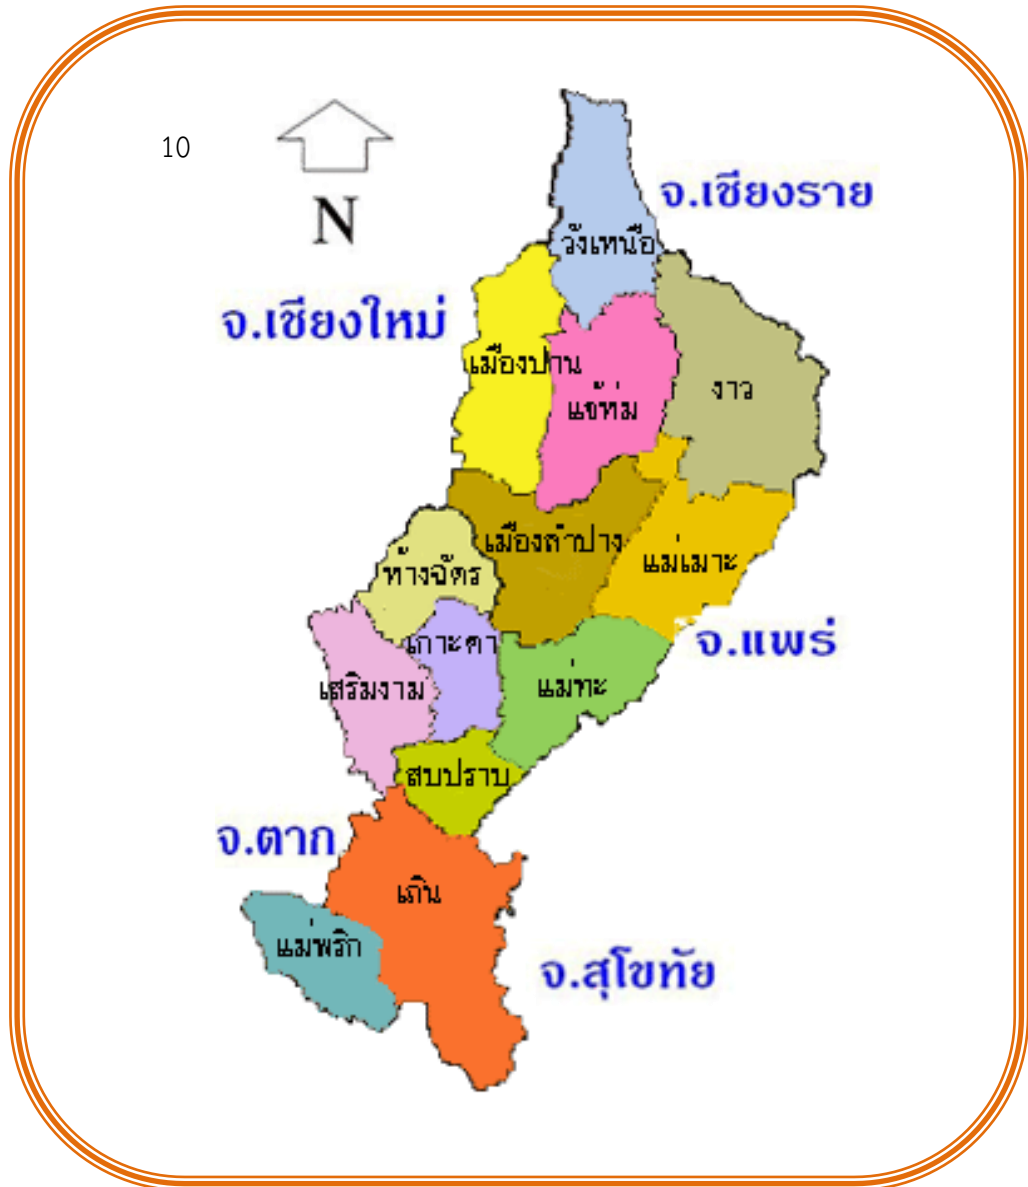 10
N
จ.เชียงราย
วังเหนือ
จ.เชียงใหม่
เมืองปาน
แจ้ห่ม
งาว
เมืองลำปาง
แม่เมาะ
ห้างฉัตร
เกาะคา
จ.แพร่
เสริมงาม
แม่ทะ
สบปราบ
จ.ตาก
เถิน
แม่พริก
จ.สุโขทัย